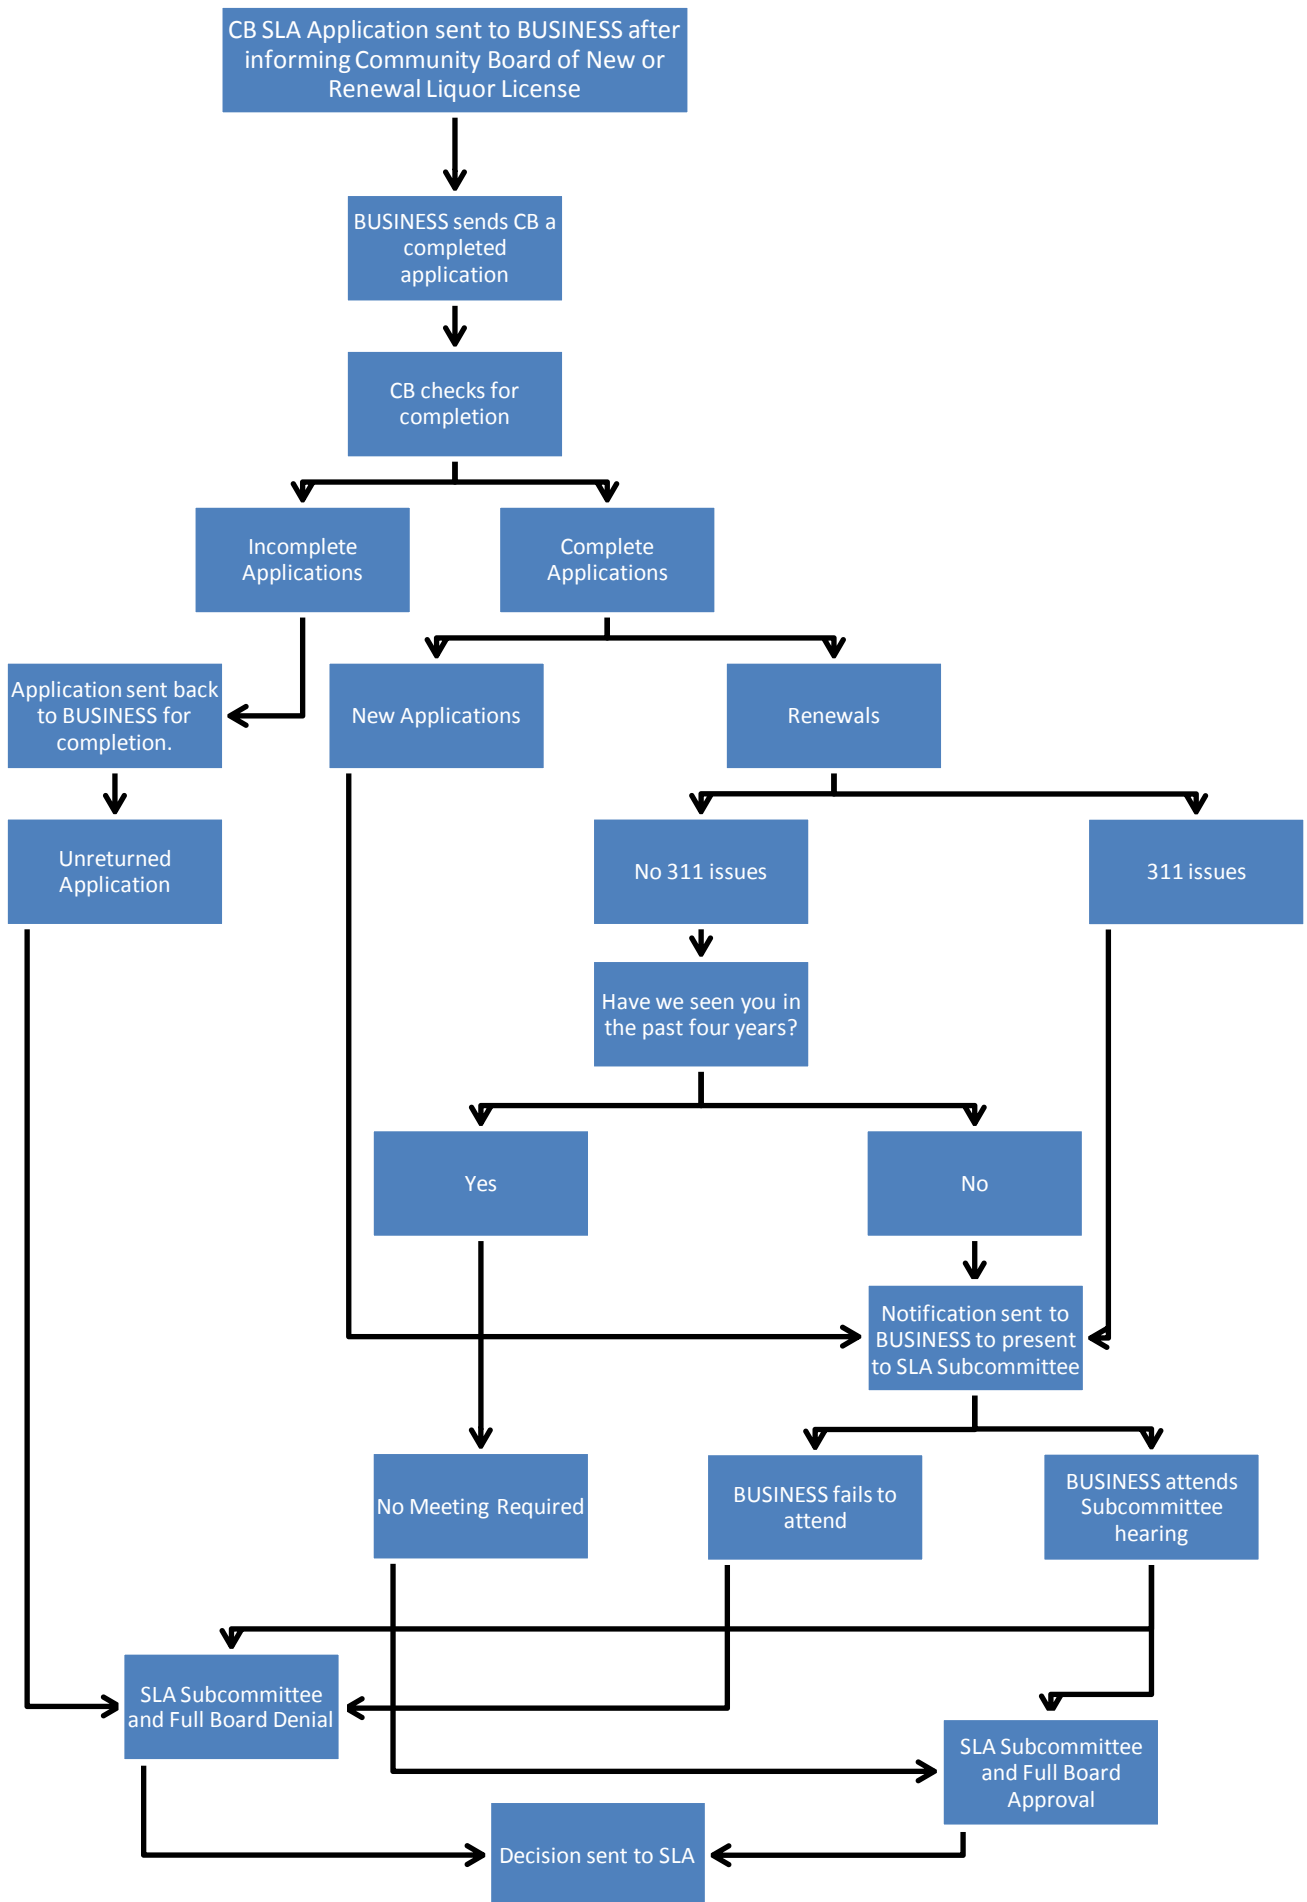 CB SLA Application sent to BUSINESS after
informing Community Board of New or
Renewal Liquor License
BUSINESS sends CB a
completed
application
CB checks for
completion
Incomplete
Applications
Complete
Applications
Application sent back
to BUSINESS for
completion.
New Applications
Renewals
Unreturned
Application
No 311 issues
311 issues
Have we seen you in
the past four years?
Yes
No
Notification sent to
BUSINESS to present
to SLA Subcommittee
No Meeting Required
BUSINESS fails to
attend
BUSINESS attends
Subcommittee
hearing
SLA Subcommittee
and Full Board Denial
SLA Subcommittee
and Full Board
Approval
Decision sent to SLA